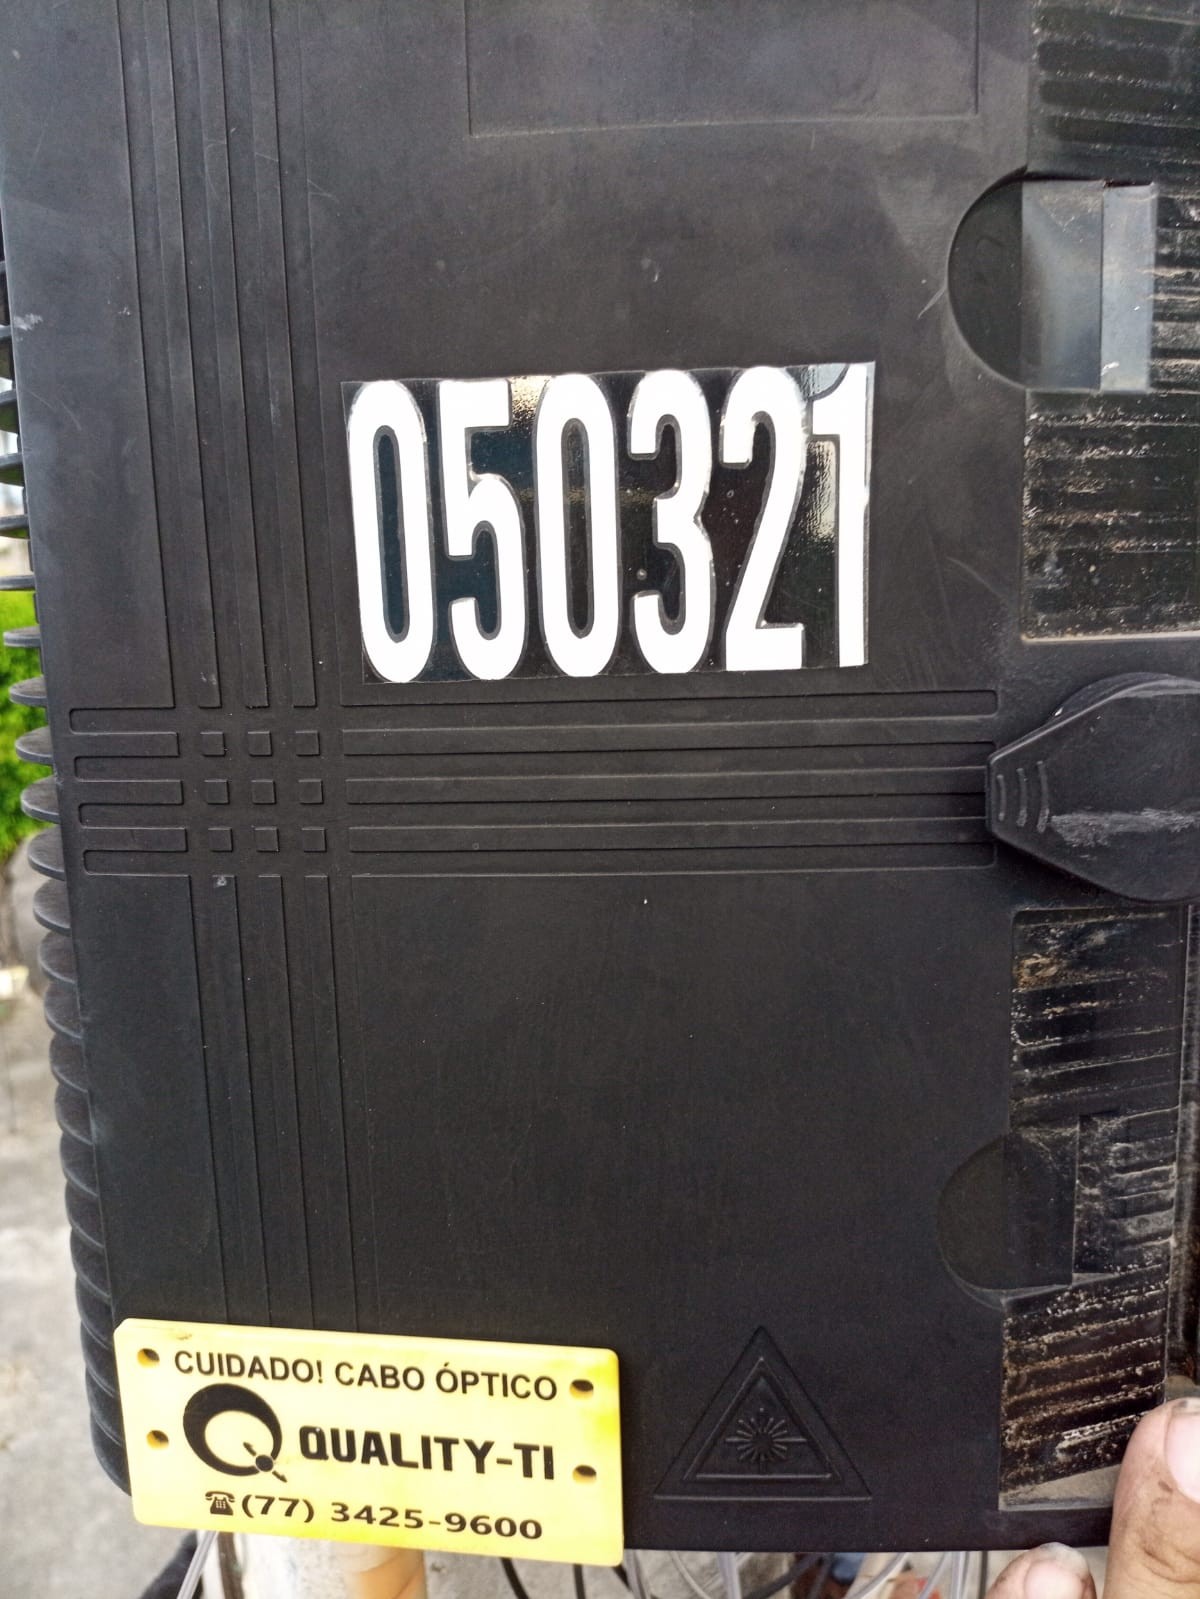 050321
CUIDADO! CABO ÓPTICO
QUALITY-TI
(77) 3425-9600